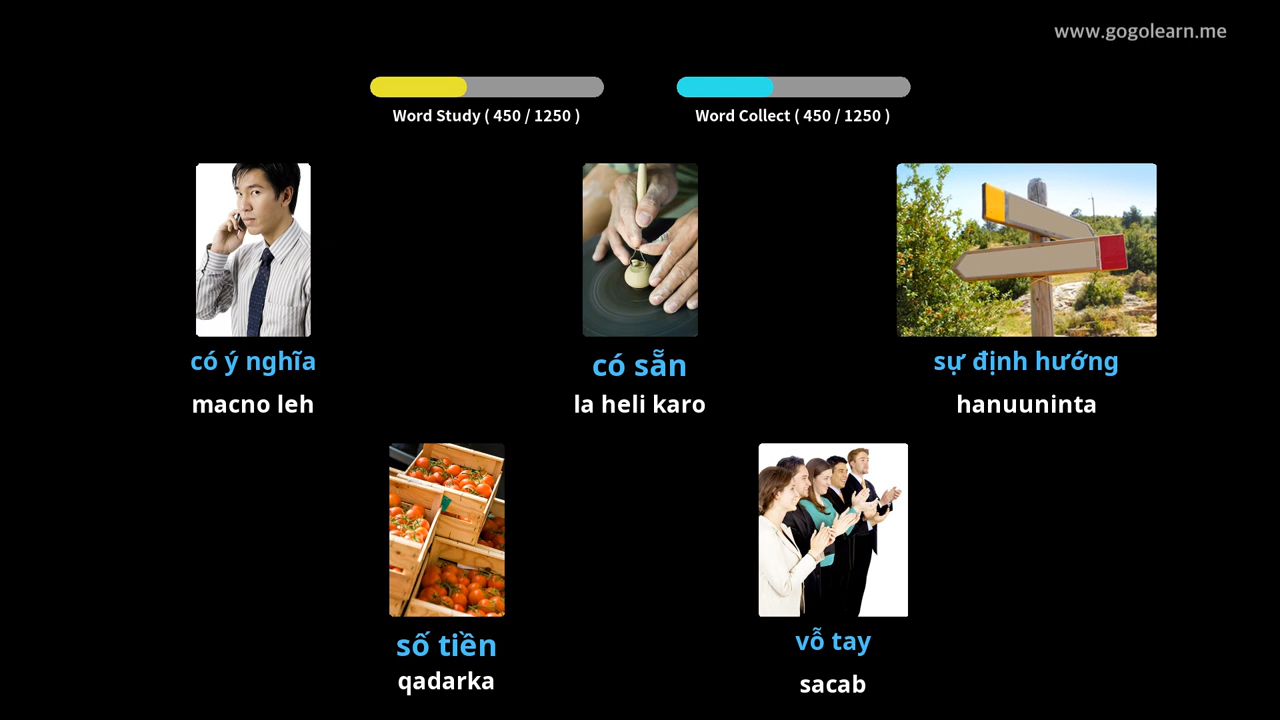 www.gogolearn.me
Word Study ( 450 / 1250 )
Word Collect ( 450 / 1250 )
có ý nghĩa
macno leh
có sẵn
la heli karo
sự định hướng
hanuuninta
số tiền
qadarka
vỗ tay
sacab